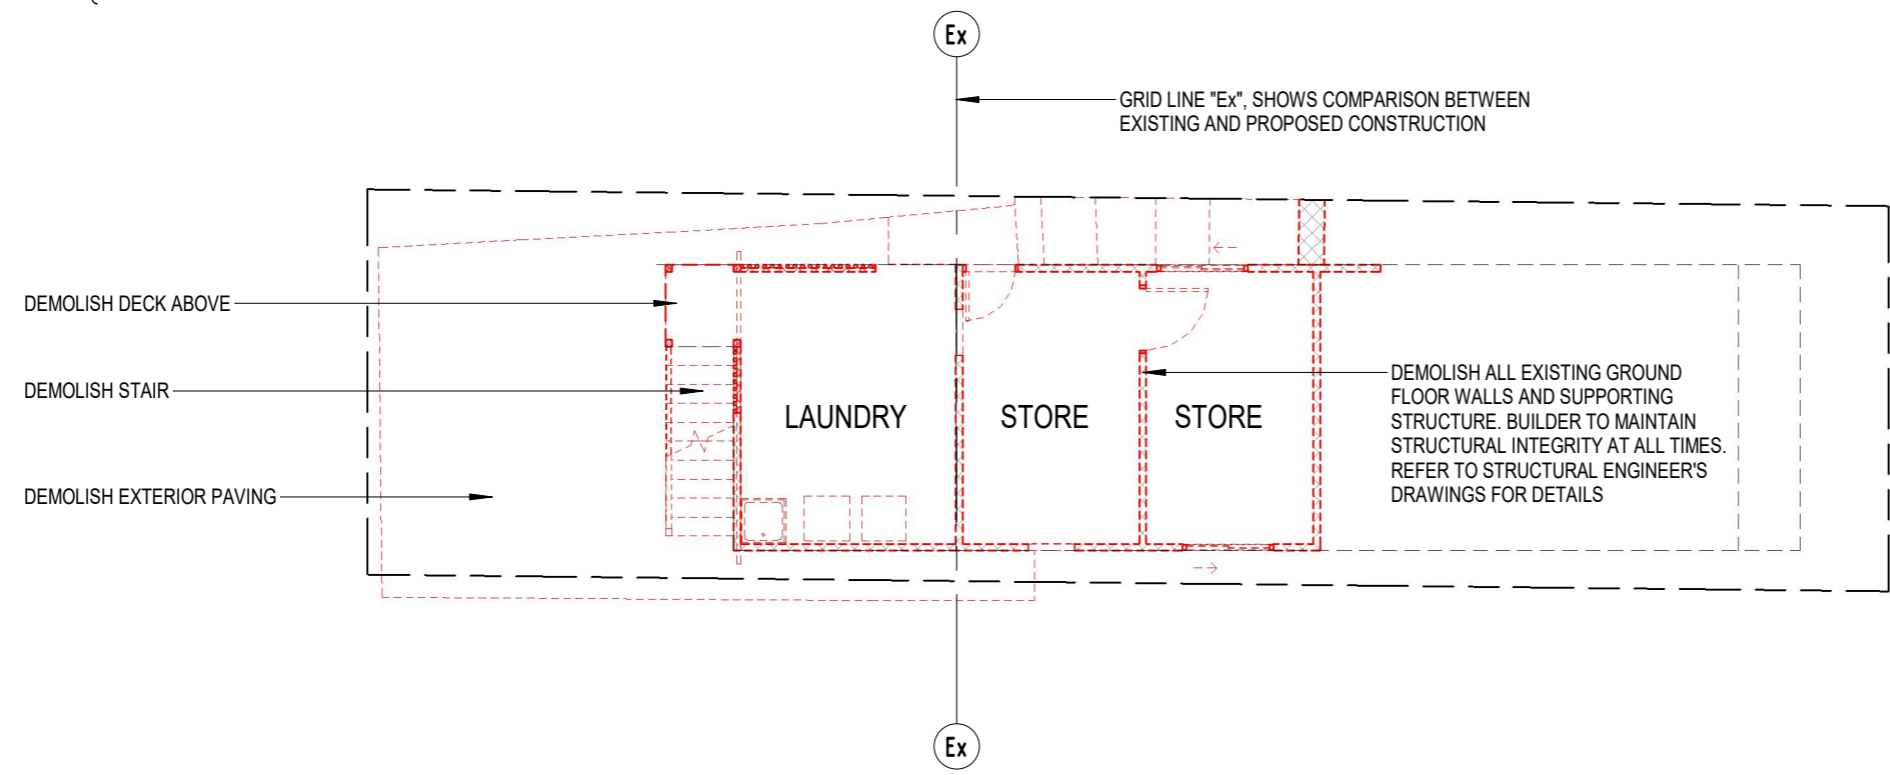 Ex
GRID LINE "Ex", SHOWS COMPARISON BETWEEN
EXISTING AND PROPOSED CONSTRUCTION
DEMOLISH DECK ABOVE
DEMOLISH STAIR
DEMOLISH EXTERIOR PAVING
LAUNDRY
STORE
STORE
DEMOLISH ALL EXISTING GROUND
FLOOR WALLS AND SUPPORTING
STRUCTURE. BUILDER TO MAINTAIN
STRUCTURAL INTEGRITY AT ALL TIMES.
REFER TO STRUCTURAL ENGINEER'S
DRAWINGS FOR DETAILS
Ex